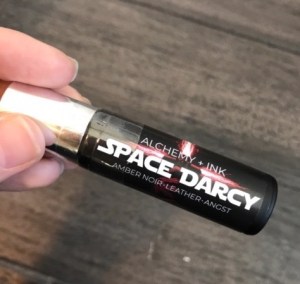 ALCHEMY + INK
SPACE DARCY
AMBER NOIR·LEATHER·ANGST